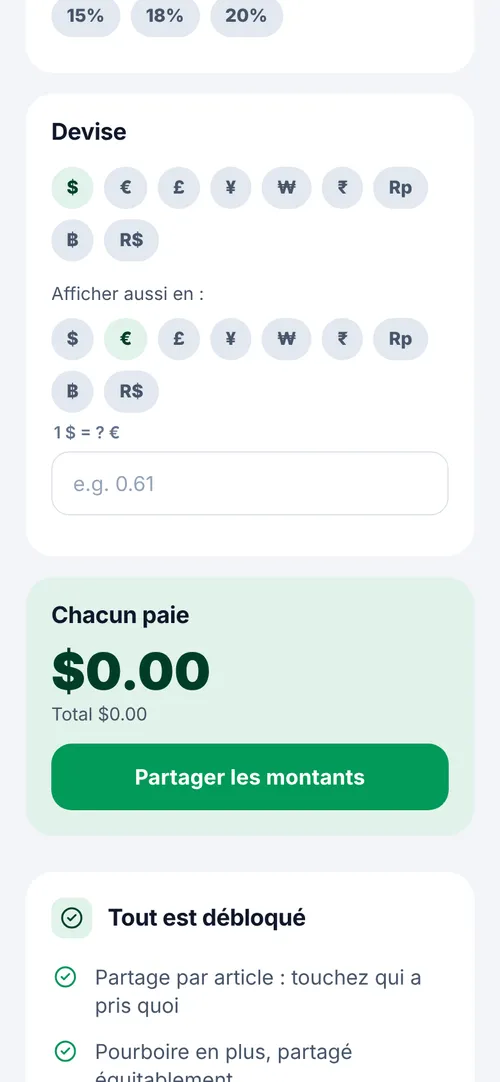 15% 18% 20%
Devise
$ € £ ¥ ₩ ₹ Rp
฿ R$
Afficher aussi en :
$ € £ ¥ ₩ ₹ Rp
฿ R$
1 $ = ? €
e.g. 0.61
Chacun paie
$0.00
Total $0.00
Partager les montants
Tout est débloqué
Partage par article : touchez qui a
pris quoi
Pourboire en plus, partagé
équitablement